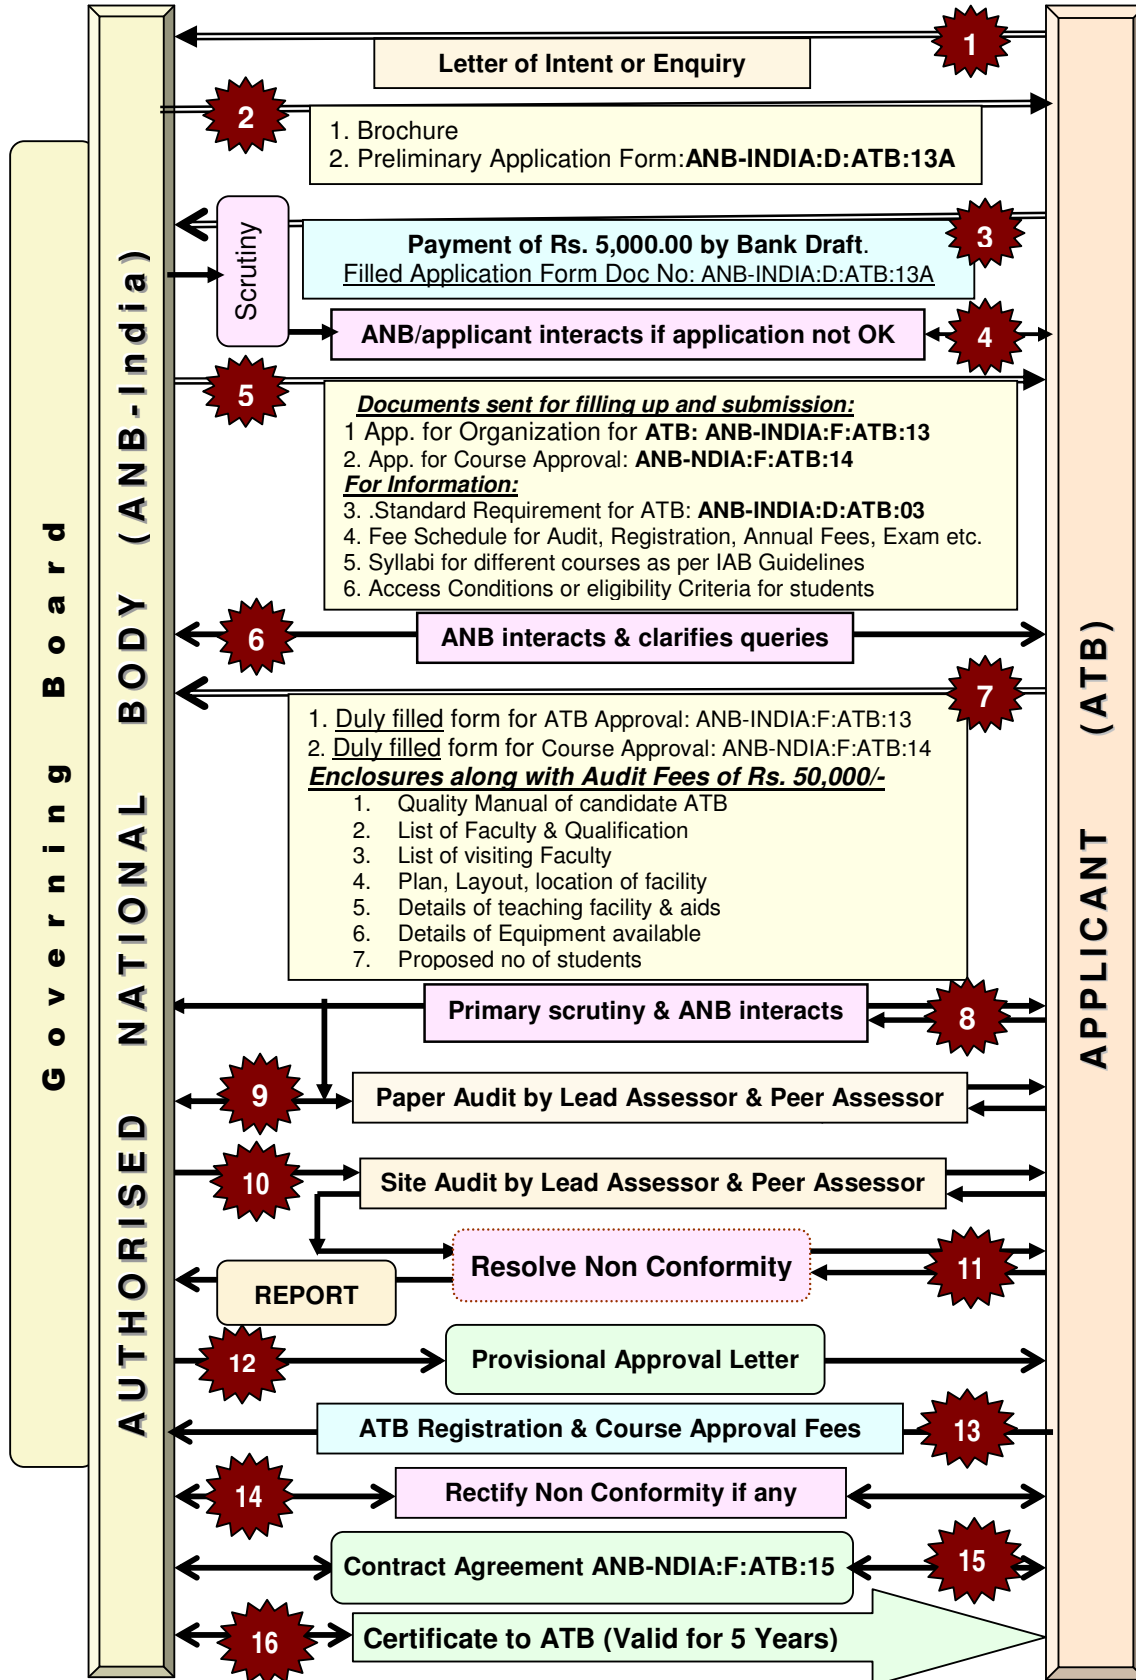 Governing Board
AUTHORISED NATIONAL BODY (ANB-India)
APPLICANT (ATB)
1
Letter of Intent or Enquiry
2
1. Brochure
2. Preliminary Application Form:ANB-INDIA:D:ATB:13A
Scrutiny
3
Payment of Rs. 5,000.00 by Bank Draft.
Filled Application Form Doc No: ANB-INDIA:D:ATB:13A
ANB/applicant interacts if application not OK
4
5
Documents sent for filling up and submission:
1 App. for Organization for ATB: ANB-INDIA:F:ATB:13
2. App. for Course Approval: ANB-NDIA:F:ATB:14
For Information:
3. .Standard Requirement for ATB: ANB-INDIA:D:ATB:03
4. Fee Schedule for Audit, Registration, Annual Fees, Exam etc.
5. Syllabi for different courses as per IAB Guidelines
6. Access Conditions or eligibility Criteria for students
6
ANB interacts & clarifies queries
7
1. Duly filled form for ATB Approval: ANB-INDIA:F:ATB:13
2. Duly filled form for Course Approval: ANB-NDIA:F:ATB:14
Enclosures along with Audit Fees of Rs. 50,000/-
1. Quality Manual of candidate ATB
2. List of Faculty & Qualification
3. List of visiting Faculty
4. Plan, Layout, location of facility
5. Details of teaching facility & aids
6. Details of Equipment available
7. Proposed no of students
Primary scrutiny & ANB interacts
8
9
Paper Audit by Lead Assessor & Peer Assessor
10
Site Audit by Lead Assessor & Peer Assessor
Resolve Non Conformity
11
REPORT
12
Provisional Approval Letter
ATB Registration & Course Approval Fees
13
14
Rectify Non Conformity if any
Contract Agreement ANB-NDIA:F:ATB:15
15
16
Certificate to ATB (Valid for 5 Years)